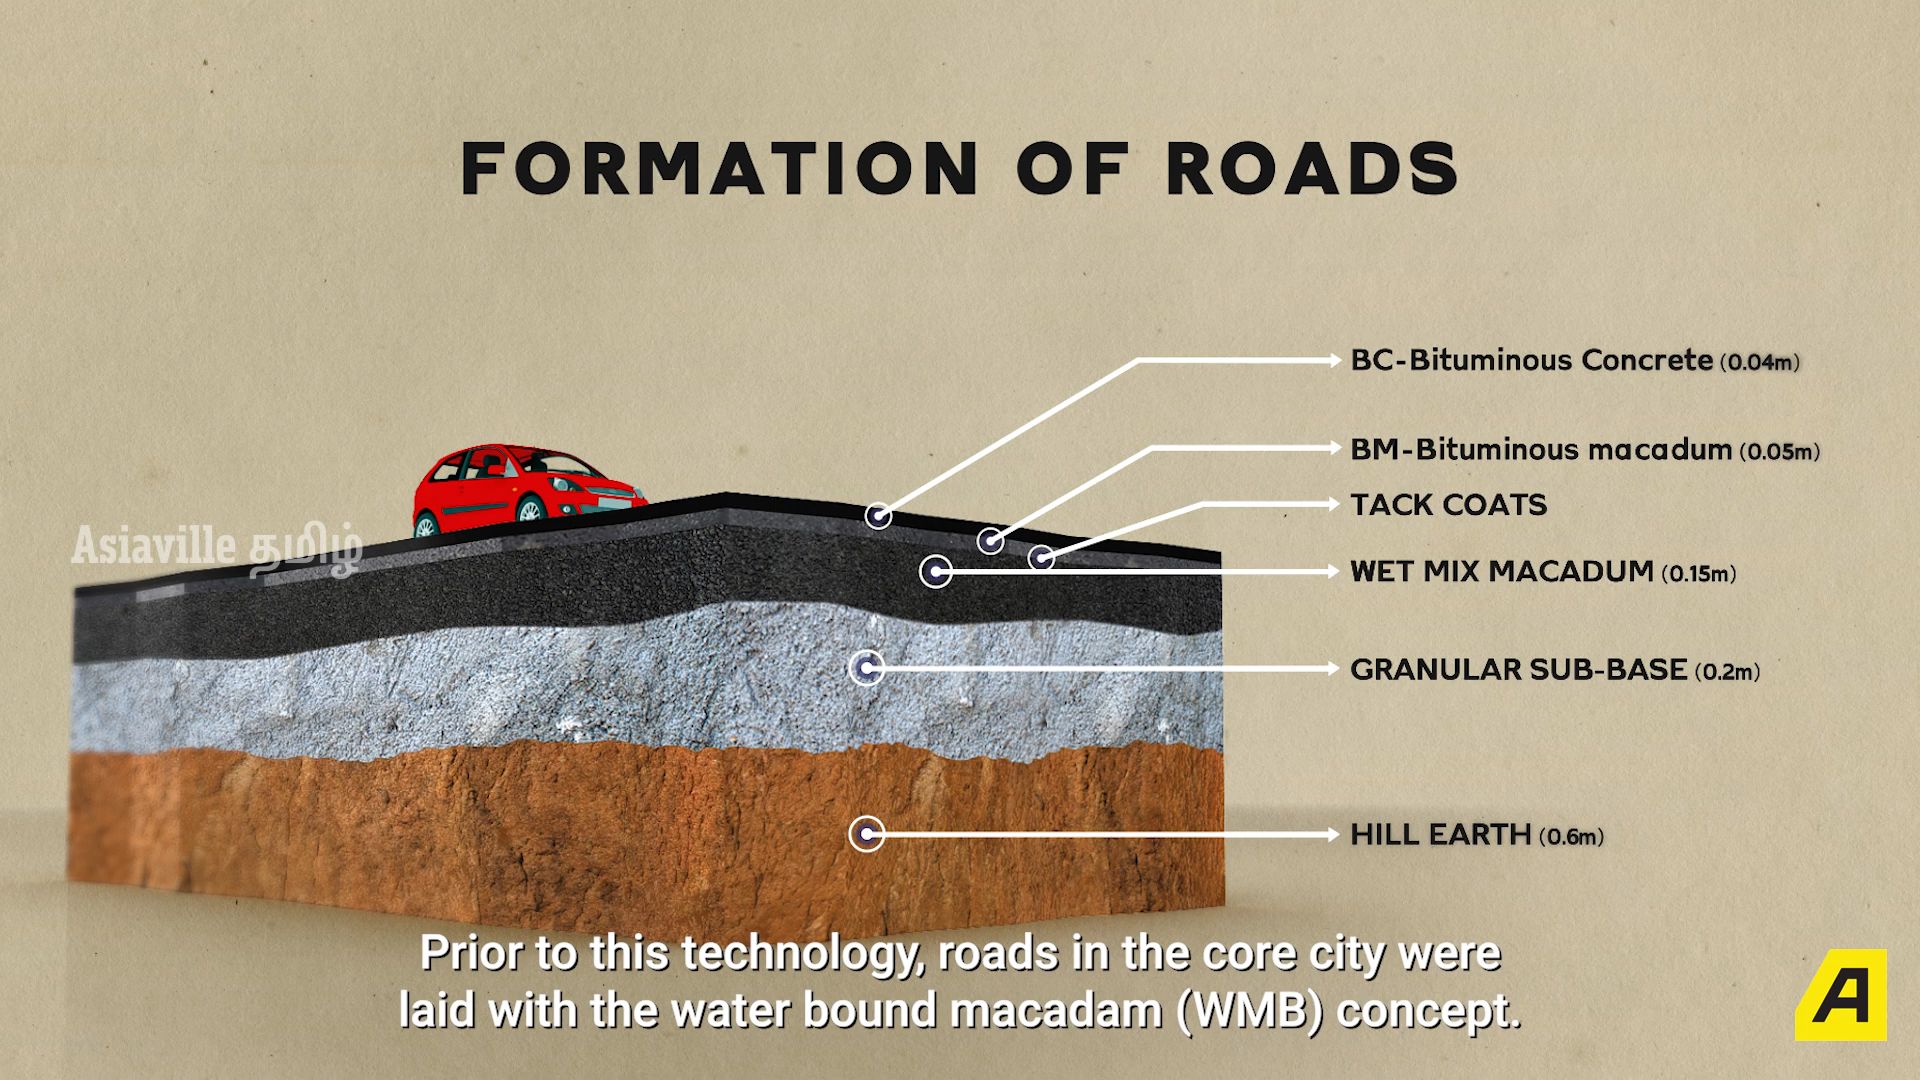 FORMATION OF ROADS
BC-Bituminous Concrete (0.04m)
BM-Bituminous macadum (0.05m)
TACK COATS
Asiaville தமிழ்
WET MIX MACADUM (0.15m)
GRANULAR SUB-BASE (0.2m)
HILL EARTH (0.6m)
Prior to this technology, roads in the core city were
laid with the water bound macadam (WMB) concept.
A